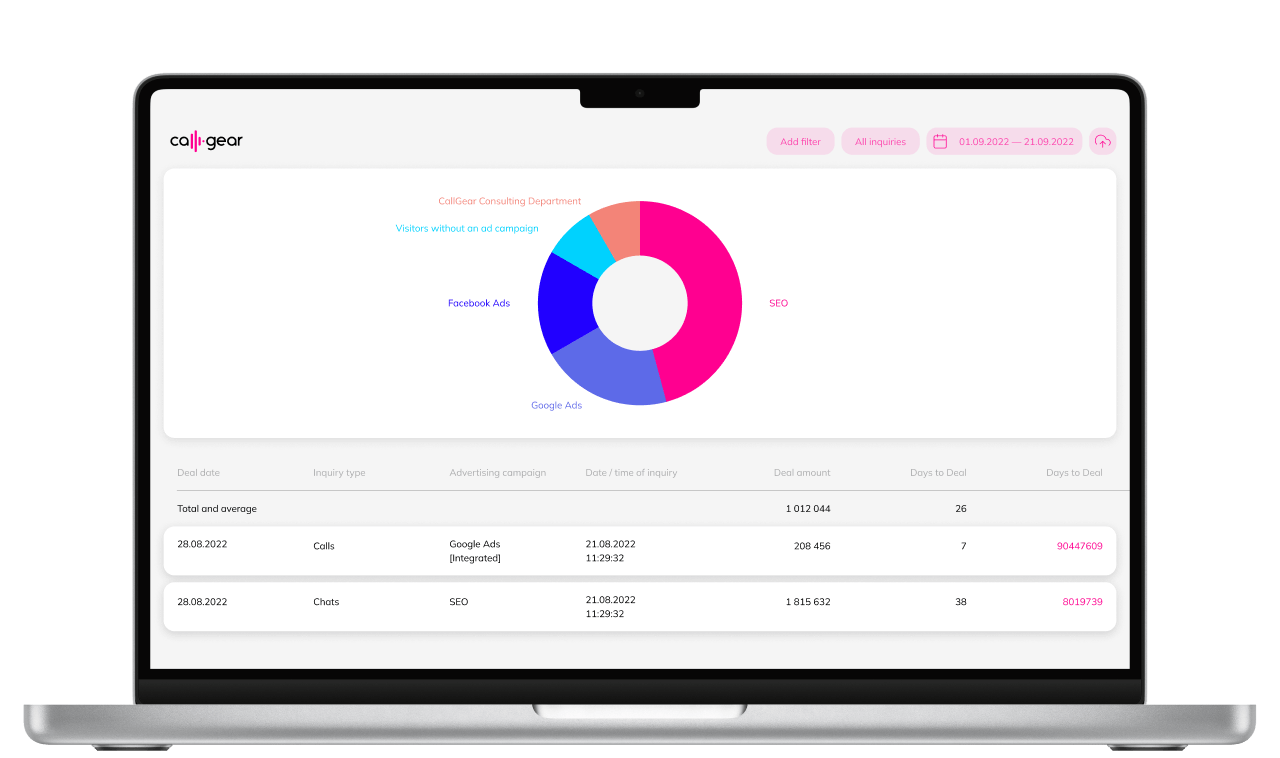 callgear
Add filter
All inquiries
01.09.2022 — 21.09.2022
CallGear Consulting Department
Visitors without an ad campaign
Facebook Ads
SEO
Google Ads
Deal date Inquiry type Advertising campaign Date / time of inquiry Deal amount Days to Deal Days to Deal
Total and average 1 012 044 26
28.08.2022 Calls Google Ads 21.08.2022 208 456 7 90447609
[Integrated] 11:29:32
28.08.2022 Chats SEO 21.08.2022 1 815 632 38 8019739
11:29:32